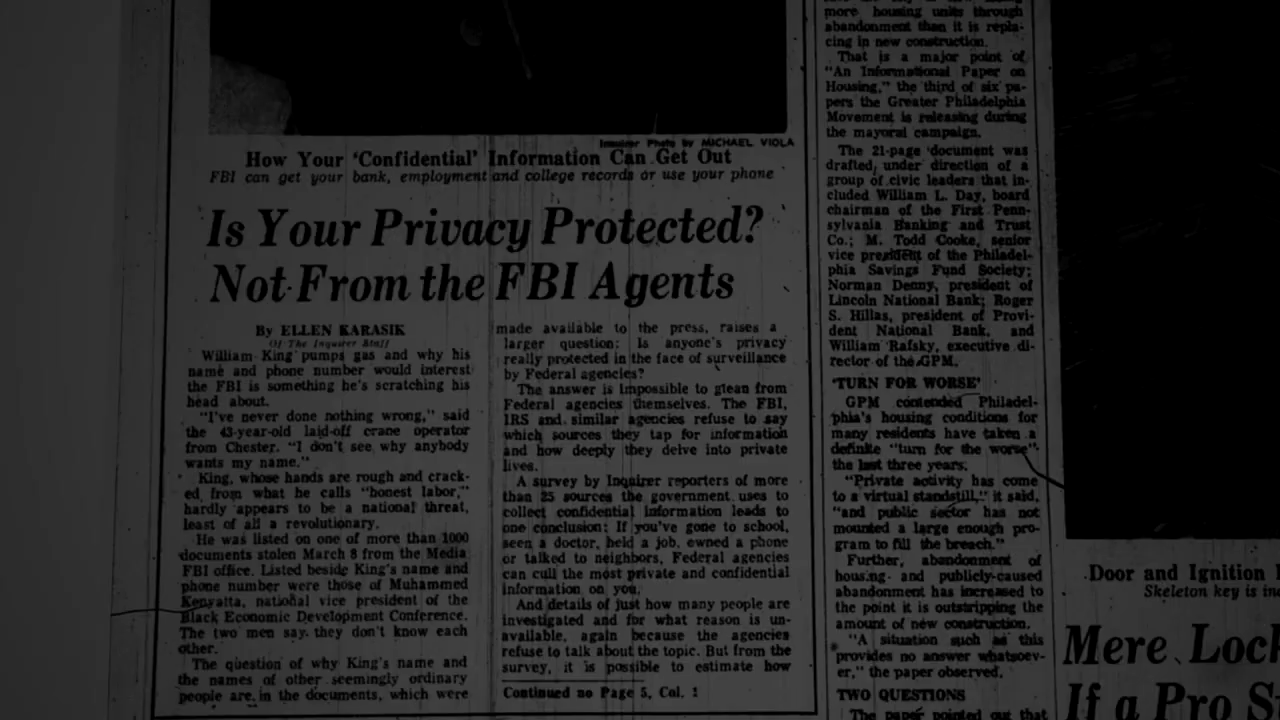 Inquirer Photo by MICHAEL VIOLA
How Your 'Confidential' Information Can Get Out
FBI can get your bank, employment and college records or use your phone
Is Your Privacy Protected?
Not From the FBI Agents
By ELLEN KARASIK
Of The Inquirer Staff
William King pumps gas and why his
name and phone number would interest
the FBI is something he's scratching his
head about.
"I've never done nothing wrong," said
the 43-year-old laid-off crane operator
from Chester. "I don't see why anybody
wants my name."
King, whose hands are rough and crack-
ed from what he calls "honest labor,"
hardly appears to be a national threat,
least of all a revolutionary.
He was listed on one of more than 1000
documents stolen March 8 from the Media
FBI office. Listed beside King's name and
phone number were those of Muhammed
Kenyatta, national vice president of the
Black Economic Development Conference.
The two men say they don't know each
other.
The question of why King's name and
the names of other seemingly ordinary
people are in the documents, which were
made available to the press, raises a
larger question: Is anyone's privacy
really protected in the face of surveillance
by Federal agencies?
The answer is impossible to glean from
Federal agencies themselves. The FBI,
IRS and similar agencies refuse to say
which sources they tap for information
and how deeply they delve into private
lives.
A survey by Inquirer reporters of more
than 25 sources the government uses to
collect confidential information leads to
one conclusion: If you've gone to school,
seen a doctor, held a job, owned a phone
or talked to neighbors, Federal agencies
can cull the most private and confidential
information on you.
And details of just how many people are
investigated and for what reason is un-
available, again because the agencies
refuse to talk about the topic. But from the
survey, it is possible to estimate how
Continued no Page 5, Col. 1
more housing units through
abandonment than it is repla-
cing in new construction.
That is a major point of
"An Informational Paper on
Housing," the third of six pa-
pers the Greater Philadelphia
Movement is releasing during
the mayoral campaign.
The 21-page document was
drafted under direction of a
group of civic leaders that in-
cluded William L. Day, board
chairman of the First Penn-
sylvania Banking and Trust
Co.; M. Todd Cooke, senior
vice president of the Philadel-
phia Savings Fund Society;
Norman Denny, president of
Lincoln National Bank; Roger
S. Hillas, president of Provi-
dent National Bank, and
William Rafsky, executive di-
rector of the GPM.
'TURN FOR WORSE'
GPM contended Philadel-
phia's housing conditions for
many residents have taken a
definite "turn for the worse"
the last three years.
"Private activity has come
to a virtual standstill," it said,
"and public sector has not
mounted a large enough pro-
gram to fill the breach."
Further, abandonment of
housing and publicly-caused
abandonment has increased to
the point it is outstripping the
amount of new construction.
"A situation such as this
provides no answer whatsoev-
er," the paper observed.
TWO QUESTIONS
The paper pointed out that
Door and Ignition
Skeleton key is
Mere Lock
If a Pro